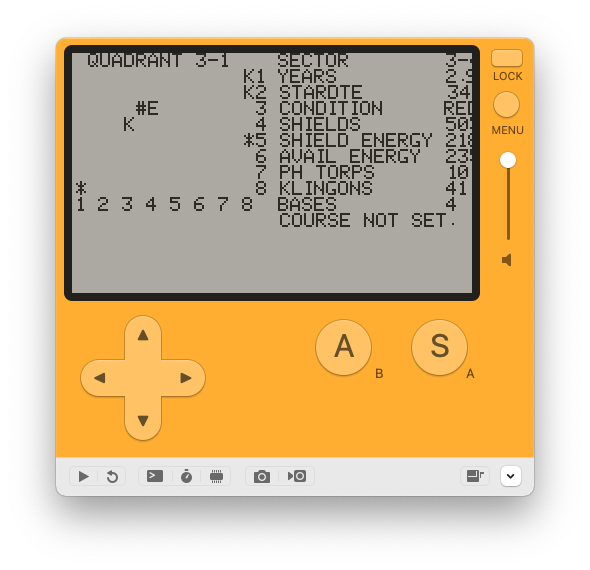 QUADRANT 3-1 SECTOR 3-
K1 YEARS 2.9
K2 STARDTE 34
#E 3 CONDITION RED
K 4 SHIELDS 50
*5 SHIELD ENERGY 218
6 AVAIL ENERGY 23
7 PH TORPS 10
* 8 KLINGONS 41
1 2 3 4 5 6 7 8 BASES 4
COURSE NOT SET.
LOCK
MENU
A B
S A